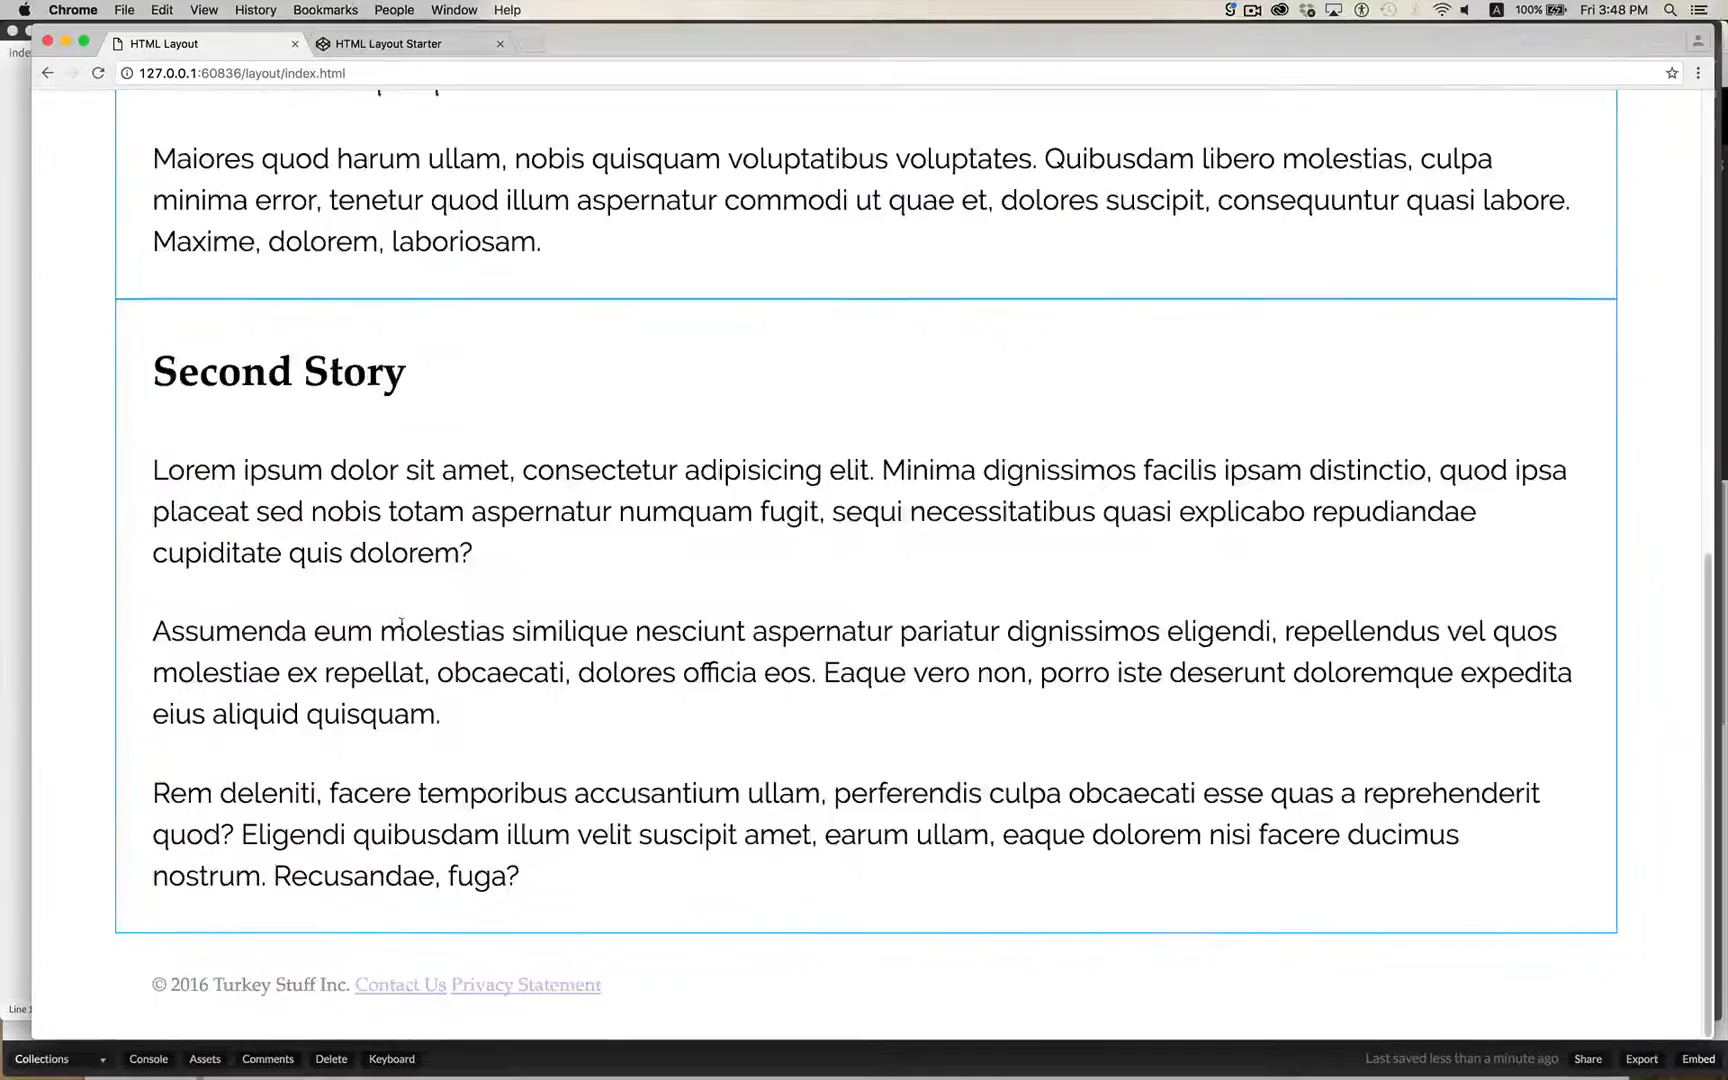 Chrome File Edit View History Bookmarks People Window Help 100% Fri 3:48 PM
HTML Layout HTML Layout Starter
127.0.0.1:60836/layout/index.html
Maiores quod harum ullam, nobis quisquam voluptatibus voluptates. Quibusdam libero molestias, culpa
minima error, tenetur quod illum aspernatur commodi ut quae et, dolores suscipit, consequuntur quasi labore.
Maxime, dolorem, laboriosam.
Second Story
Lorem ipsum dolor sit amet, consectetur adipisicing elit. Minima dignissimos facilis ipsam distinctio, quod ipsa
placeat sed nobis totam aspernatur numquam fugit, sequi necessitatibus quasi explicabo repudiandae
cupiditate quis dolorem?
Assumenda eum molestias similique nesciunt aspernatur pariatur dignissimos eligendi, repellendus vel quos
molestiae ex repellat, obcaecati, dolores officia eos. Eaque vero non, porro iste deserunt doloremque expedita
eius aliquid quisquam.
Rem deleniti, facere temporibus accusantium ullam, perferendis culpa obcaecati esse quas a reprehenderit
quod? Eligendi quibusdam illum velit suscipit amet, earum ullam, eaque dolorem nisi facere ducimus
nostrum. Recusandae, fuga?
© 2016 Turkey Stuff Inc. Contact Us Privacy Statement
Collections Console Assets Comments Delete Keyboard Last saved less than a minute ago Share Export Embed